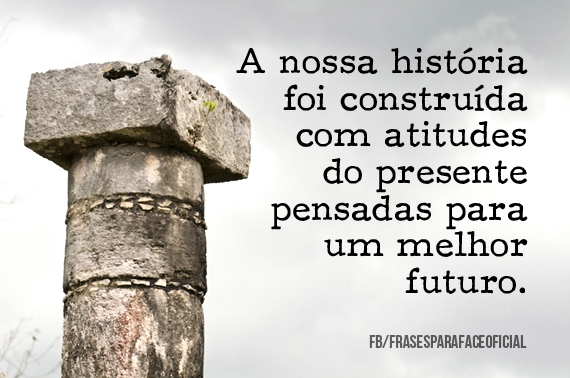 A nossa história
foi construída
com atitudes
do presente
pensadas para
um melhor
futuro.
FB/FRASESPARAFACEOFICIAL